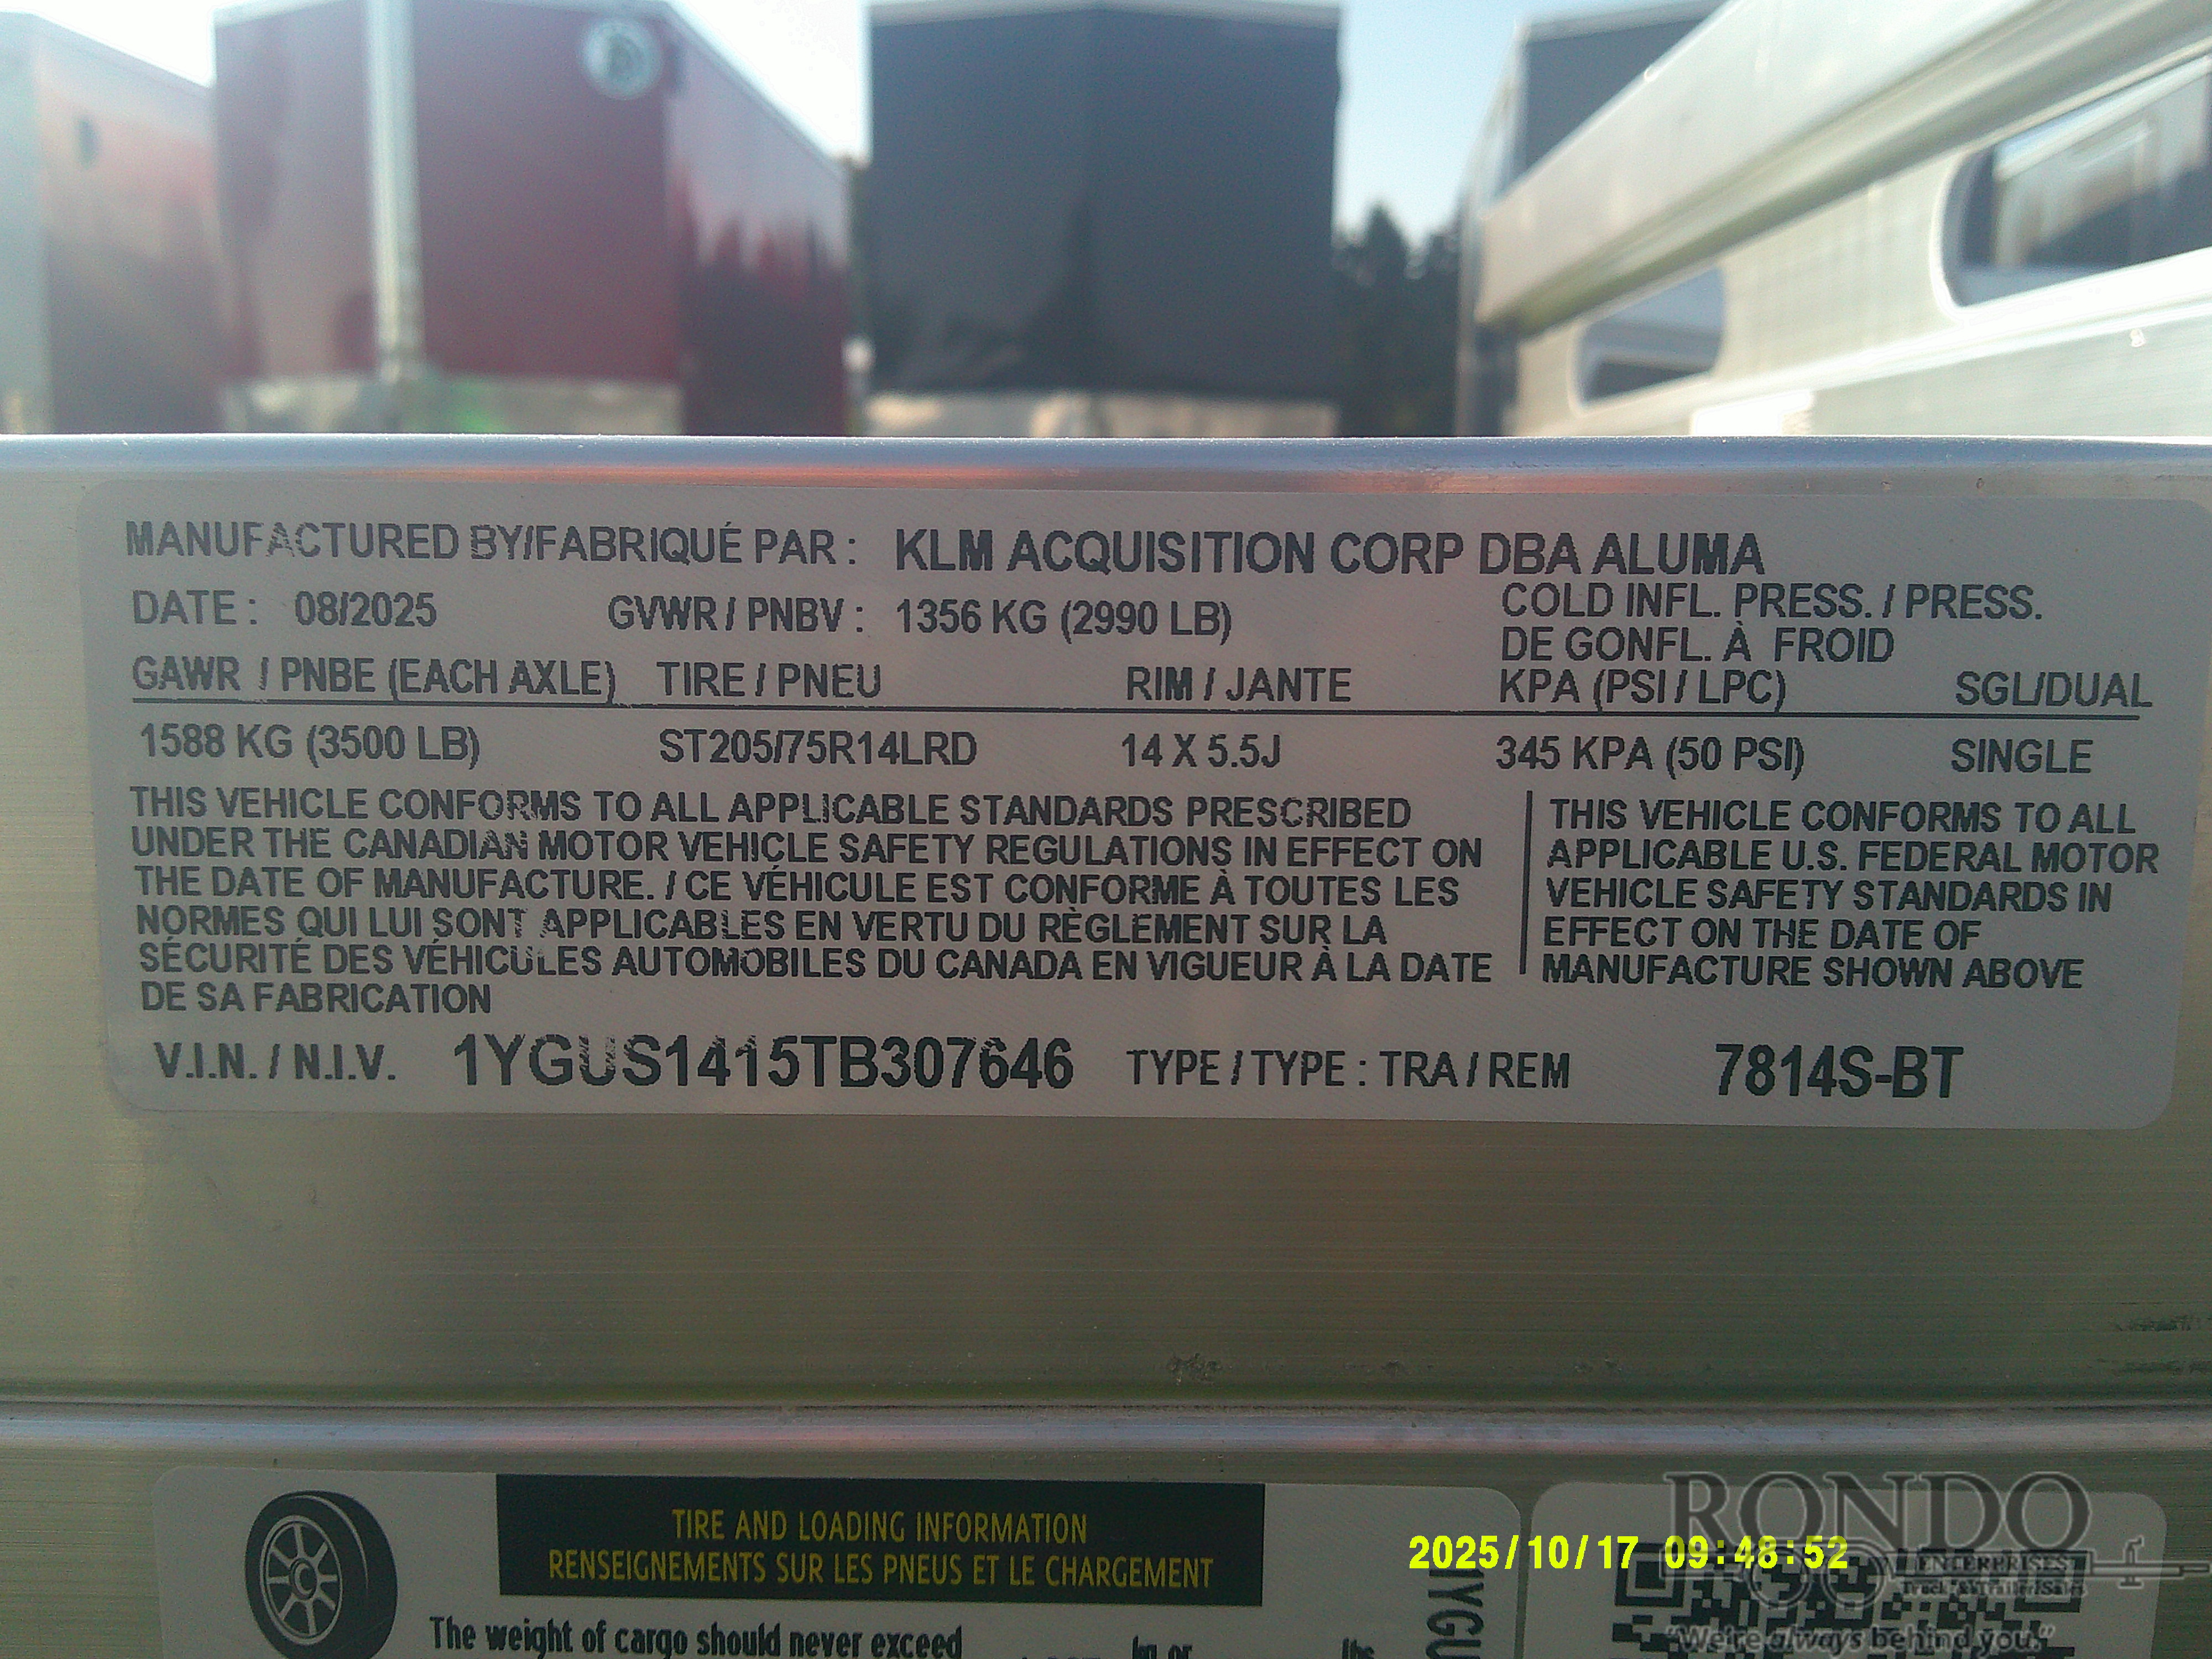 MANUFACTURED BY/FABRIQUÉ PAR : KLM ACQUISITION CORP DBA ALUMA
DATE : 08/2025 GVWR / PNBV : 1356 KG (2990 LB)
COLD INFL. PRESS. / PRESS.
DE GONFL. À FROID
GAWR / PNBE (EACH AXLE) TIRE / PNEU RIM / JANTE KPA (PSI / LPC) SGL/DUAL
1588 KG (3500 LB) ST205/75R14LRD 14 X 5.5J 345 KPA (50 PSI) SINGLE
THIS VEHICLE CONFORMS TO ALL APPLICABLE STANDARDS PRESCRIBED
UNDER THE CANADIAN MOTOR VEHICLE SAFETY REGULATIONS IN EFFECT ON
THE DATE OF MANUFACTURE. / CE VÉHICULE EST CONFORME À TOUTES LES
NORMES QUI LUI SONT APPLICABLES EN VERTU DU RÈGLEMENT SUR LA
SÉCURITÉ DES VÉHICULES AUTOMOBILES DU CANADA EN VIGUEUR À LA DATE
DE SA FABRICATION
THIS VEHICLE CONFORMS TO ALL
APPLICABLE U.S. FEDERAL MOTOR
VEHICLE SAFETY STANDARDS IN
EFFECT ON THE DATE OF
MANUFACTURE SHOWN ABOVE
V.I.N. / N.I.V. 1YGUS1415TB307646 TYPE / TYPE : TRA / REM 7814S-BT
TIRE AND LOADING INFORMATION
RENSEIGNEMENTS SUR LES PNEUS ET LE CHARGEMENT
The weight of cargo should never exceed
kg or
1YGU
2025/10/17 09:48:52
RONDO
ENTERPRISES
Truck & Trailer Sales
"We're always behind you."